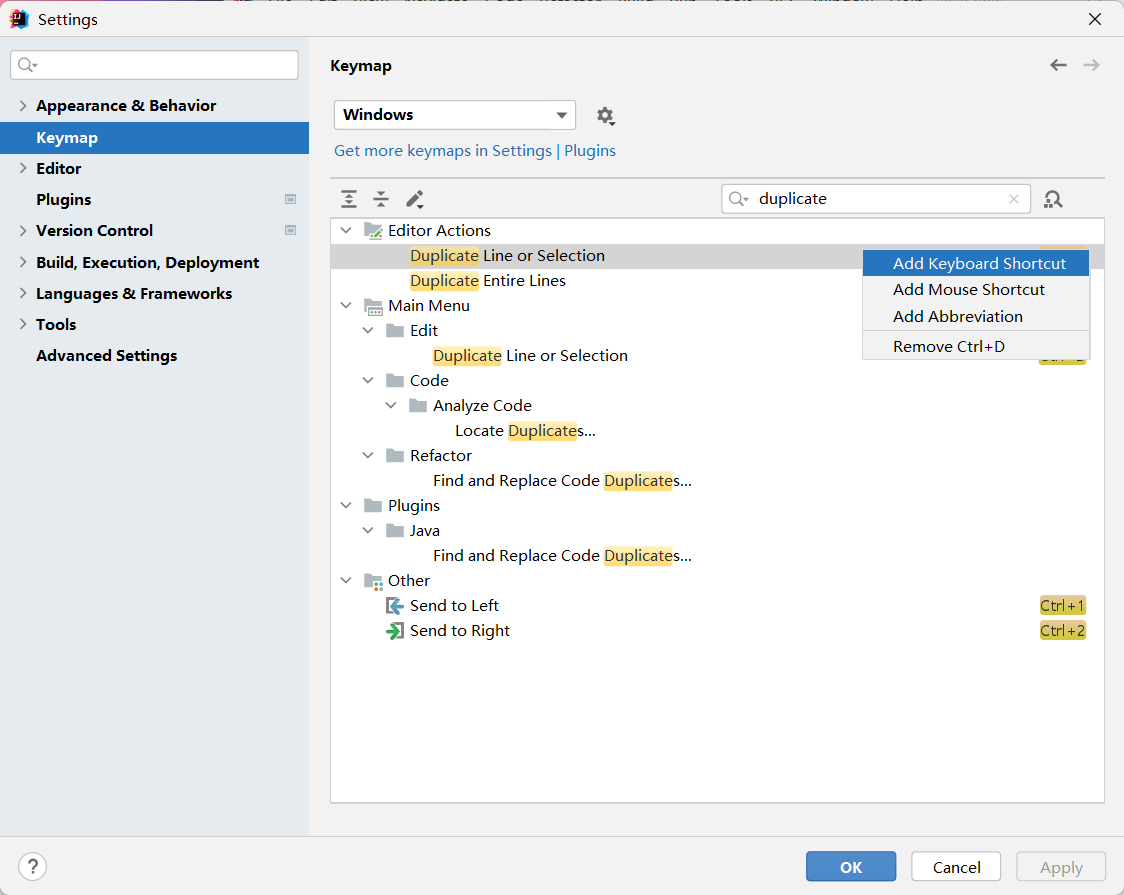 Settings
Keymap
Appearance & Behavior
Keymap
Editor
Plugins
Version Control
Build, Execution, Deployment
Languages & Frameworks
Tools
Advanced Settings
Windows
Get more keymaps in Settings | Plugins
duplicate
Editor Actions
Duplicate Line or Selection
Duplicate Entire Lines
Main Menu
Edit
Duplicate Line or Selection
Code
Analyze Code
Locate Duplicates...
Refactor
Find and Replace Code Duplicates...
Plugins
Java
Find and Replace Code Duplicates...
Other
Send to Left Ctrl+1
Send to Right Ctrl+2
Add Keyboard Shortcut
Add Mouse Shortcut
Add Abbreviation
Remove Ctrl+D
?
OK
Cancel
Apply